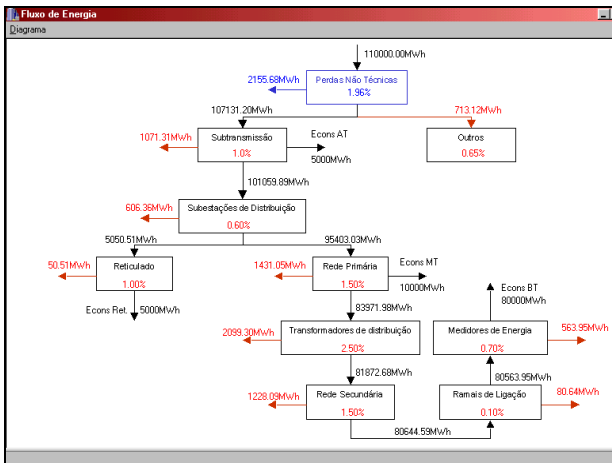 Fluxo de Energia
Diagrama
110000.00MWh
2155.68MWh
Perdas Não Técnicas
1.96%
107131.20MWh
713.12MWh
1071.31MWh
Subtransmissão
1.0%
Econs AT
5000MWh
Outros
0.65%
101059.89MWh
606.36MWh
Subestações de Distribuição
0.60%
5050.51MWh
95403.03MWh
50.51MWh
Reticulado
1.00%
1431.05MWh
Rede Primária
1.50%
Econs MT
10000MWh
Econs BT
80000MWh
Econs Ret.
5000MWh
83971.98MWh
2099.30MWh
Transformadores de distribuição
2.50%
Medidores de Energia
0.70%
563.95MWh
81872.68MWh
80563.95MWh
1228.09MWh
Rede Secundária
1.50%
Ramais de Ligação
0.10%
80.64MWh
80644.59MWh